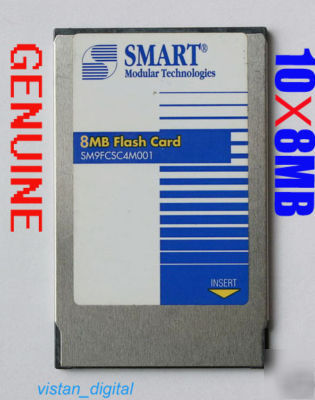 GENUINE
SMART®
Modular Technologies
8MB Flash Card
SM9FCSC4M001
INSERT
10X8MB
vistan_digital